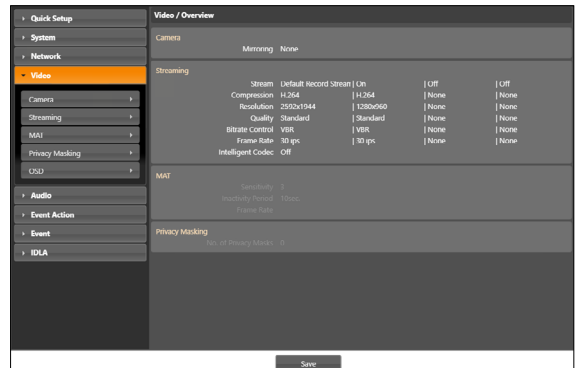 Quick Setup
System
Network
Video
Camera
Streaming
MAT
Privacy Masking
OSD
Audio
Event Action
Event
IDLA
Video / Overview
Camera
Mirroring None
Streaming
Stream Default Record Stream | On | Off | Off
Compression H.264 | H.264 | None | None
Resolution 2592x1944 | 1280x960 | None | None
Quality Standard | Standard | None | None
Bitrate Control VBR | VBR | None | None
Frame Rate 30 ips | 30 ips | None | None
Intelligent Codec Off
MAT
Sensitivity
Inactivity Period 10sec.
Frame Rate
Privacy Masking
No. of Privacy Masks 0
Save